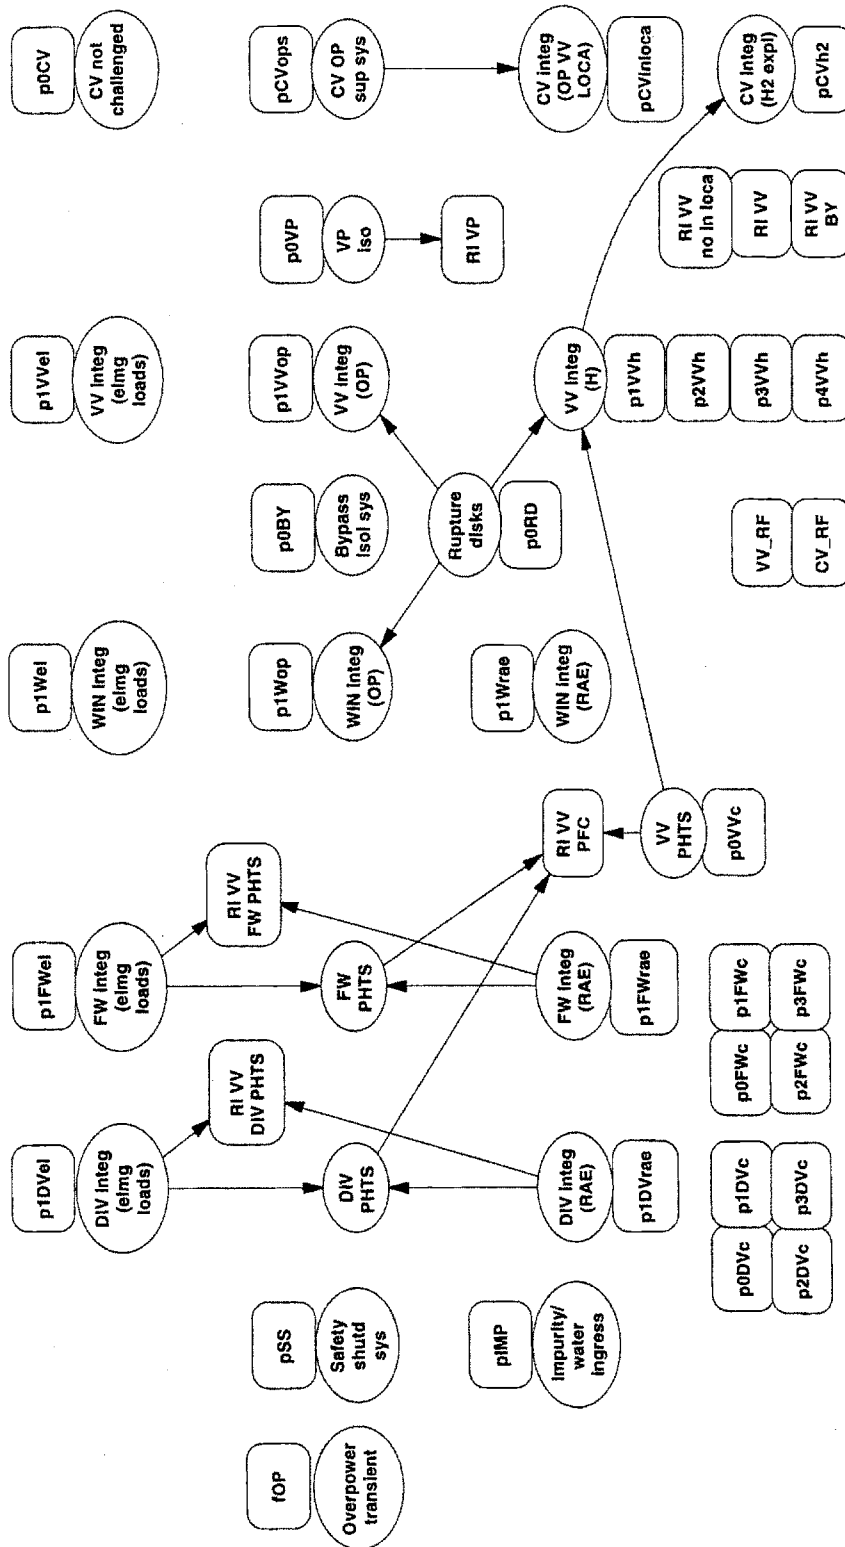 fOP
Overpower
transient
pSS
Safety
shutd
sys
pIMP
Impurity/
water
ingress
p1DVel
DIV integ
(elmg
loads)
RI VV
DIV PHTS
DIV
PHTS
DIV integ
(RAE)
p1DVrae
p0DVc
p1DVc
p2DVc
p3DVc
p1FWel
FW integ
(elmg
loads)
RI VV
FW PHTS
FW
PHTS
FW integ
(RAE)
p1FWrae
p0FWc
p1FWc
p2FWc
p3FWc
RI VV
PFC
VV
PHTS
p0VVc
p1Wel
WIN integ
(elmg
loads)
p1Wop
WIN integ
(OP)
p1Wrae
WIN integ
(RAE)
p0BY
Bypass
isol sys
Rupture
disks
p0RD
VV_RF
CV_RF
p1VVel
VV integ
(elmg
loads)
p1VVop
VV integ
(OP)
VV integ
(H)
p1VVh
p2VVh
p3VVh
p4VVh
p0VP
VP
iso
RI VP
RI VV
no in loca
RI VV
RI VV
BY
p0CV
CV not
challenged
pCVops
CV OP
sup sys
CV integ
(OP VV
LOCA)
pCVinloca
CV integ
(H2 expl)
pCVh2